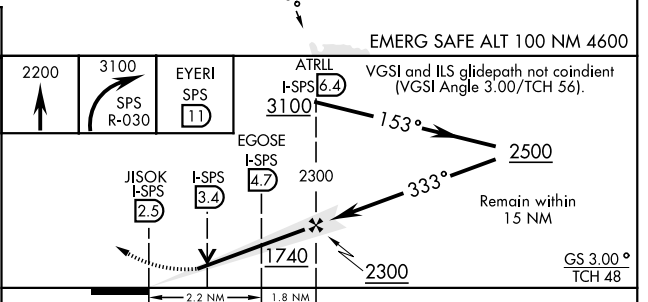 EMERG SAFE ALT 100 NM 4600
2200
3100
SPS
R-030
EYERI
SPS
11
ATRLL
I-SPS 6.4
3100
VGSI and ILS glidepath not coindient
(VGSI Angle 3.00/TCH 56).
153°
2500
333°
Remain within
15 NM
EGOSE
I-SPS
4.7
2300
JISOK
I-SPS
2.5
I-SPS
3.4
1740
2300
GS 3.00°
TCH 48
2.2 NM
1.8 NM